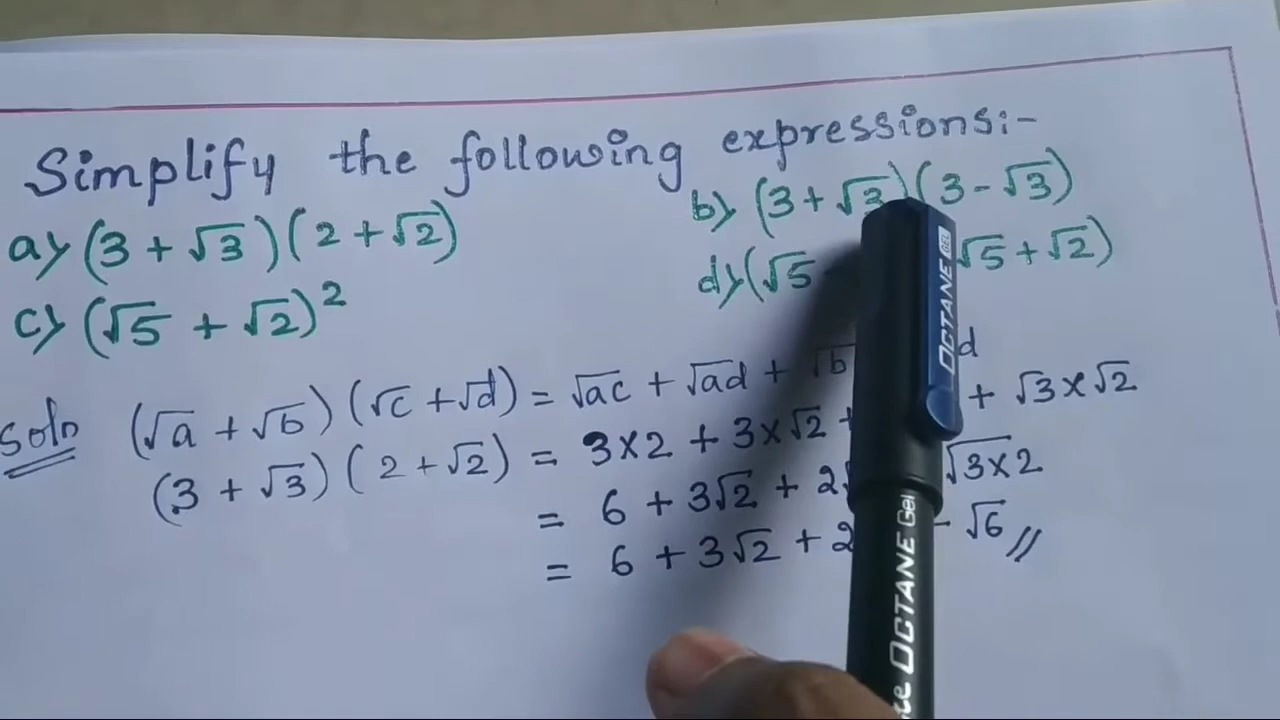 Simplify the following expressions:-
a) (3 + √3)(2 + √2)
b) (3 + √3)(3 - √3)
c) (√5 + √2)²
d) (√5 √5 + √2)
Soln (√a + √b)(√c + √d) = √ac + √ad + √b d
(3 + √3)(2 + √2) = 3×2 + 3×√2 + + √3×√2
= 6 + 3√2 + 2√ √3×2
= 6 + 3√2 + 2 √6 //
OCTANE GEL
OCTANE Gel